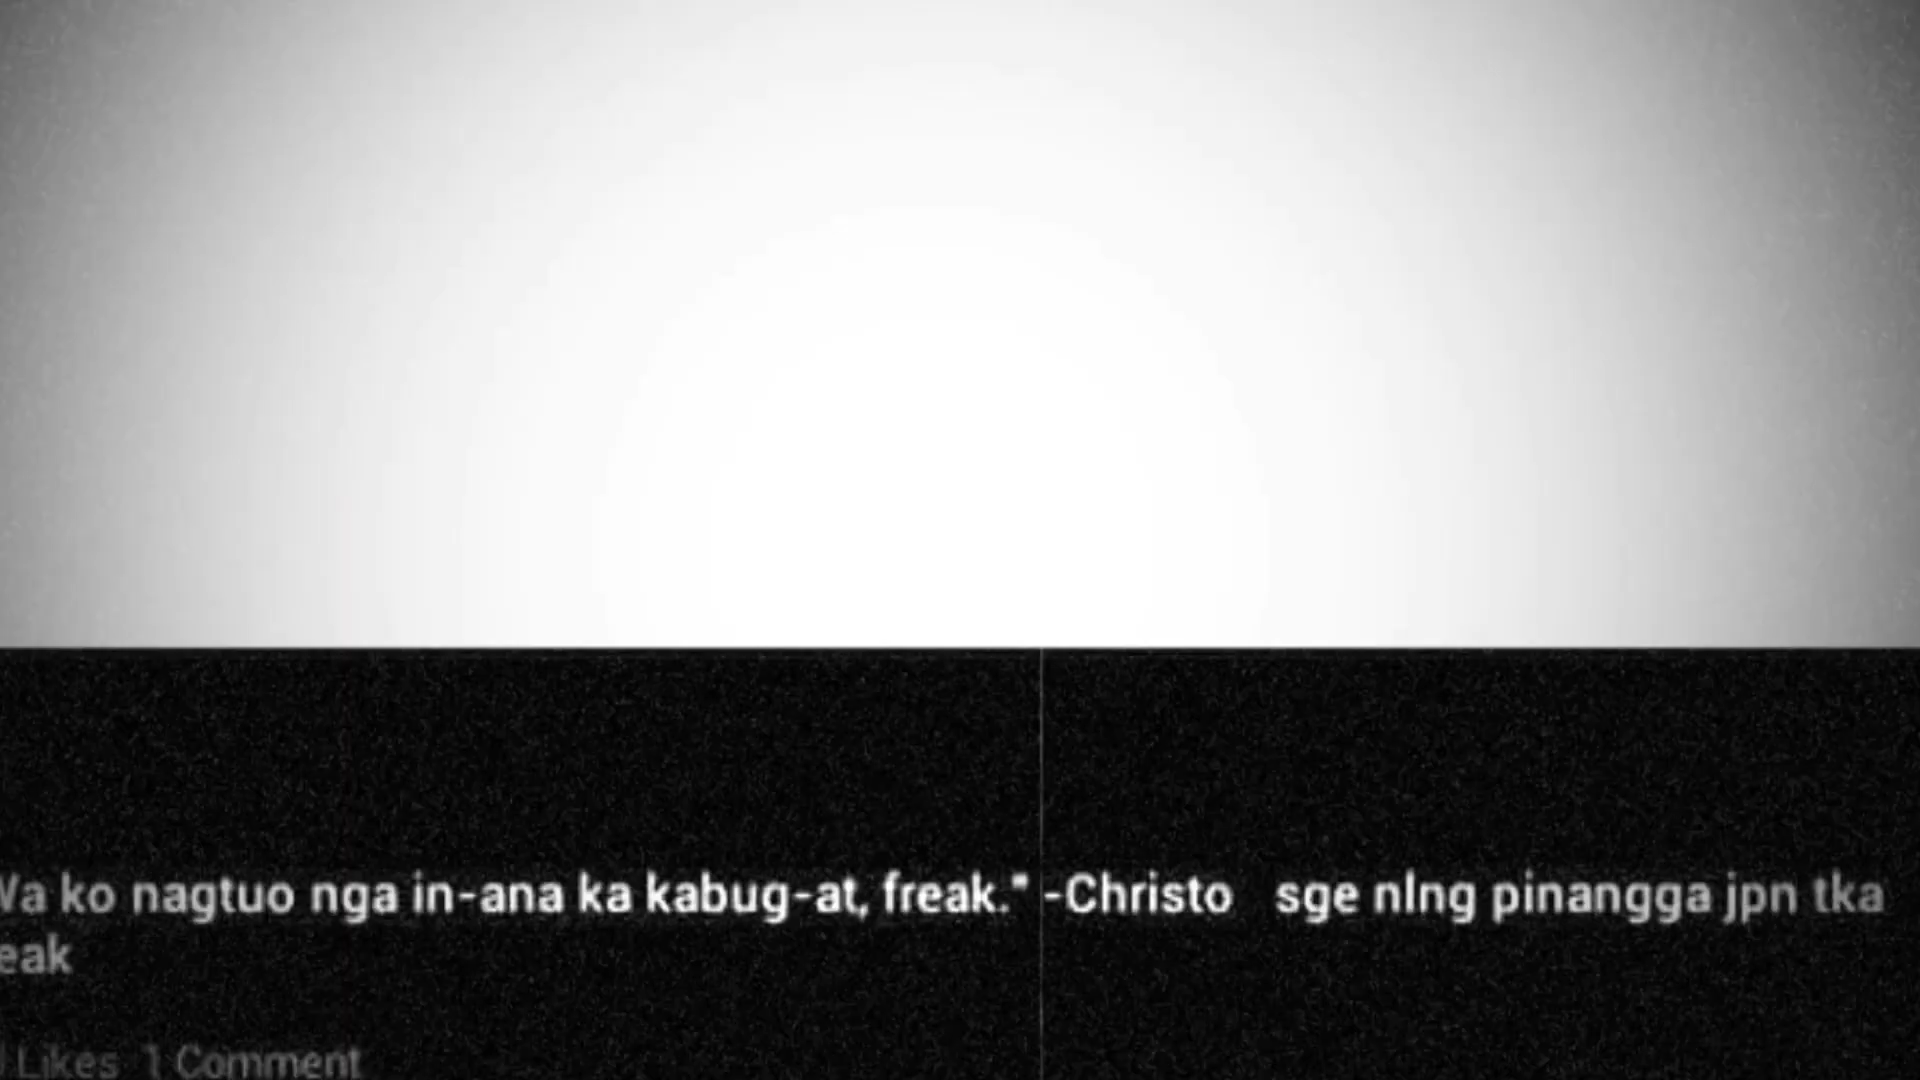 Wa ko nagtuo nga in-ana ka kabug-at, freak." -Christo sge nlng pinangga jpn tka
eak
Likes 1 Comment